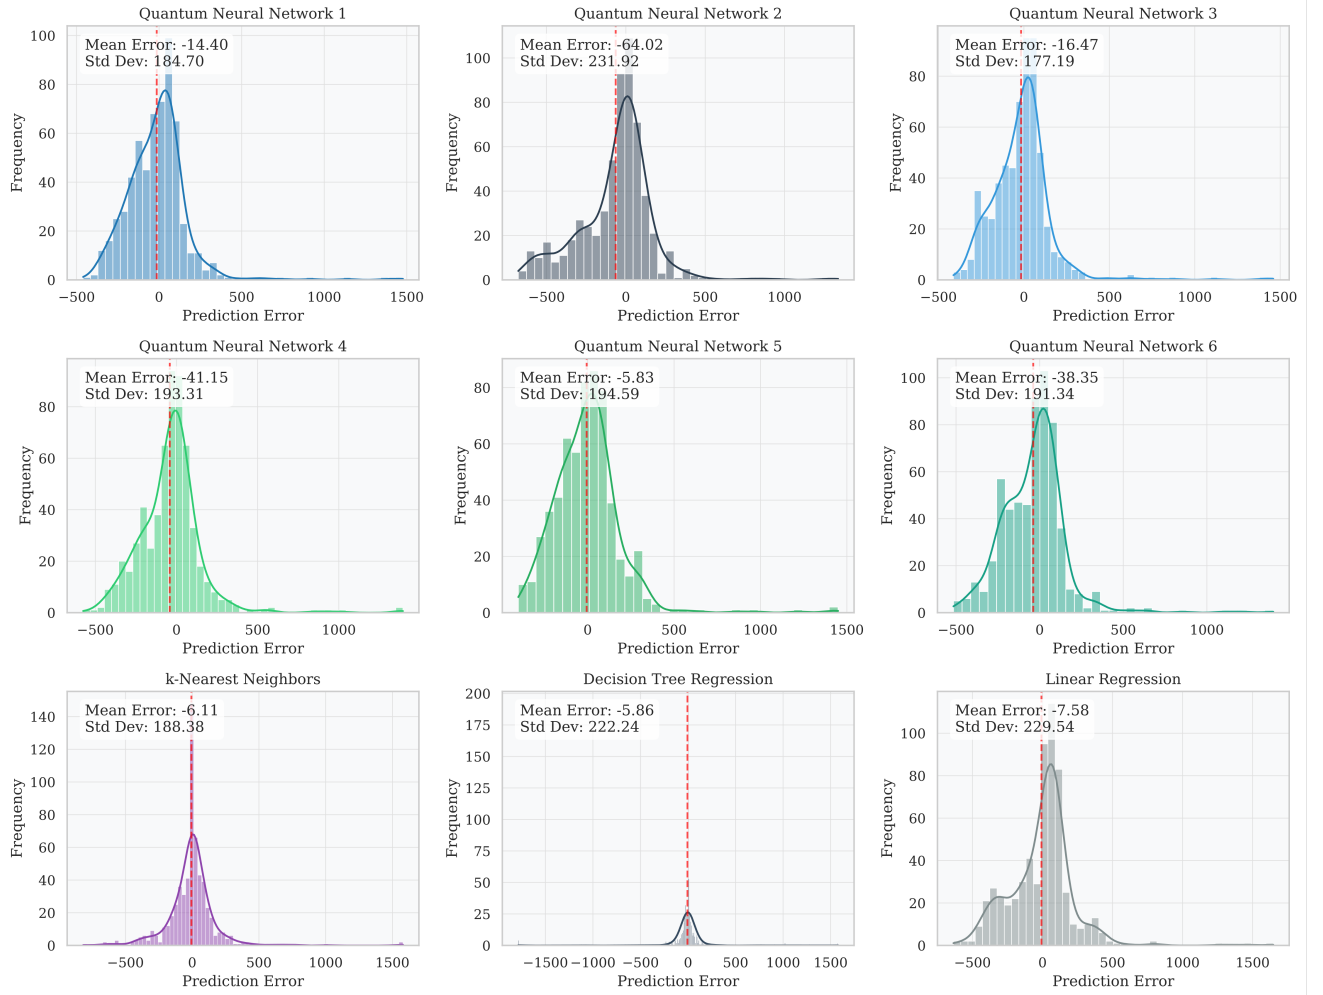 Quantum Neural Network 1
Mean Error: -14.40
Std Dev: 184.70
Frequency
100
80
60
40
20
0
−500
0
500
1000
1500
Prediction Error
Quantum Neural Network 2
Mean Error: -64.02
Std Dev: 231.92
Frequency
100
80
60
40
20
0
−500
0
500
1000
Prediction Error
Quantum Neural Network 3
Mean Error: -16.47
Std Dev: 177.19
Frequency
80
60
40
20
0
−500
0
500
1000
1500
Prediction Error
Quantum Neural Network 4
Mean Error: -41.15
Std Dev: 193.31
Frequency
80
60
40
20
0
−500
0
500
1000
Prediction Error
Quantum Neural Network 5
Mean Error: -5.83
Std Dev: 194.59
Frequency
80
60
40
20
0
0
500
1000
1500
Prediction Error
Quantum Neural Network 6
Mean Error: -38.35
Std Dev: 191.34
Frequency
100
80
60
40
20
0
−500
0
500
1000
Prediction Error
k-Nearest Neighbors
Mean Error: -6.11
Std Dev: 188.38
Frequency
140
120
100
80
60
40
20
0
−500
0
500
1000
1500
Prediction Error
Decision Tree Regression
Mean Error: -5.86
Std Dev: 222.24
Frequency
200
175
150
125
100
75
50
25
0
−1500
−1000
−500
0
500
1000
1500
Prediction Error
Linear Regression
Mean Error: -7.58
Std Dev: 229.54
Frequency
100
80
60
40
20
0
−500
0
500
1000
1500
Prediction Error